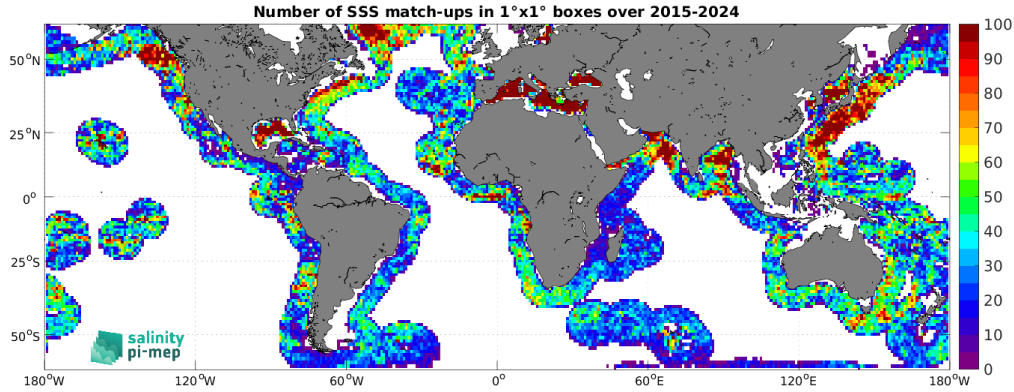 Number of SSS match-ups in 1°x1° boxes over 2015-2024
100
90
80
70
60
50
40
30
20
10
0
50°N
25°N
0°
25°S
50°S
salinity
pi-mep
180°W 120°W 60°W 0° 60°E 120°E 180°W